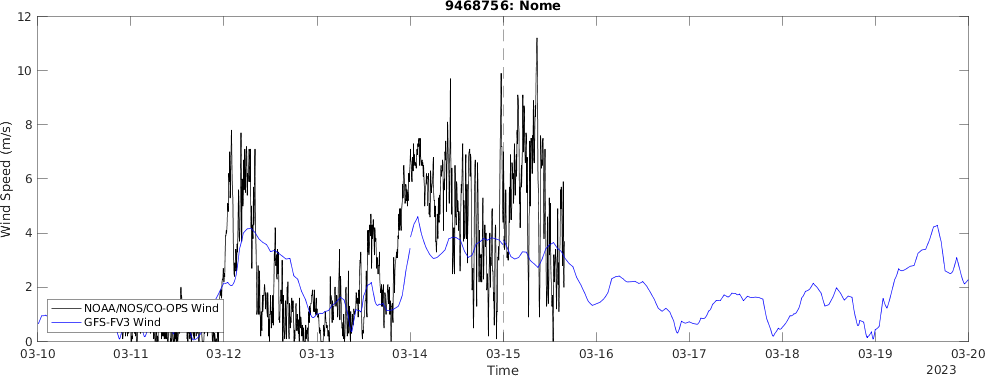 9468756: Nome
12
10
8
6
4
2
0
Wind Speed (m/s)
NOAA/NOS/CO-OPS Wind
GFS-FV3 Wind
03-10 03-11 03-12 03-13 03-14 03-15 03-16 03-17 03-18 03-19 03-20
Time
2023